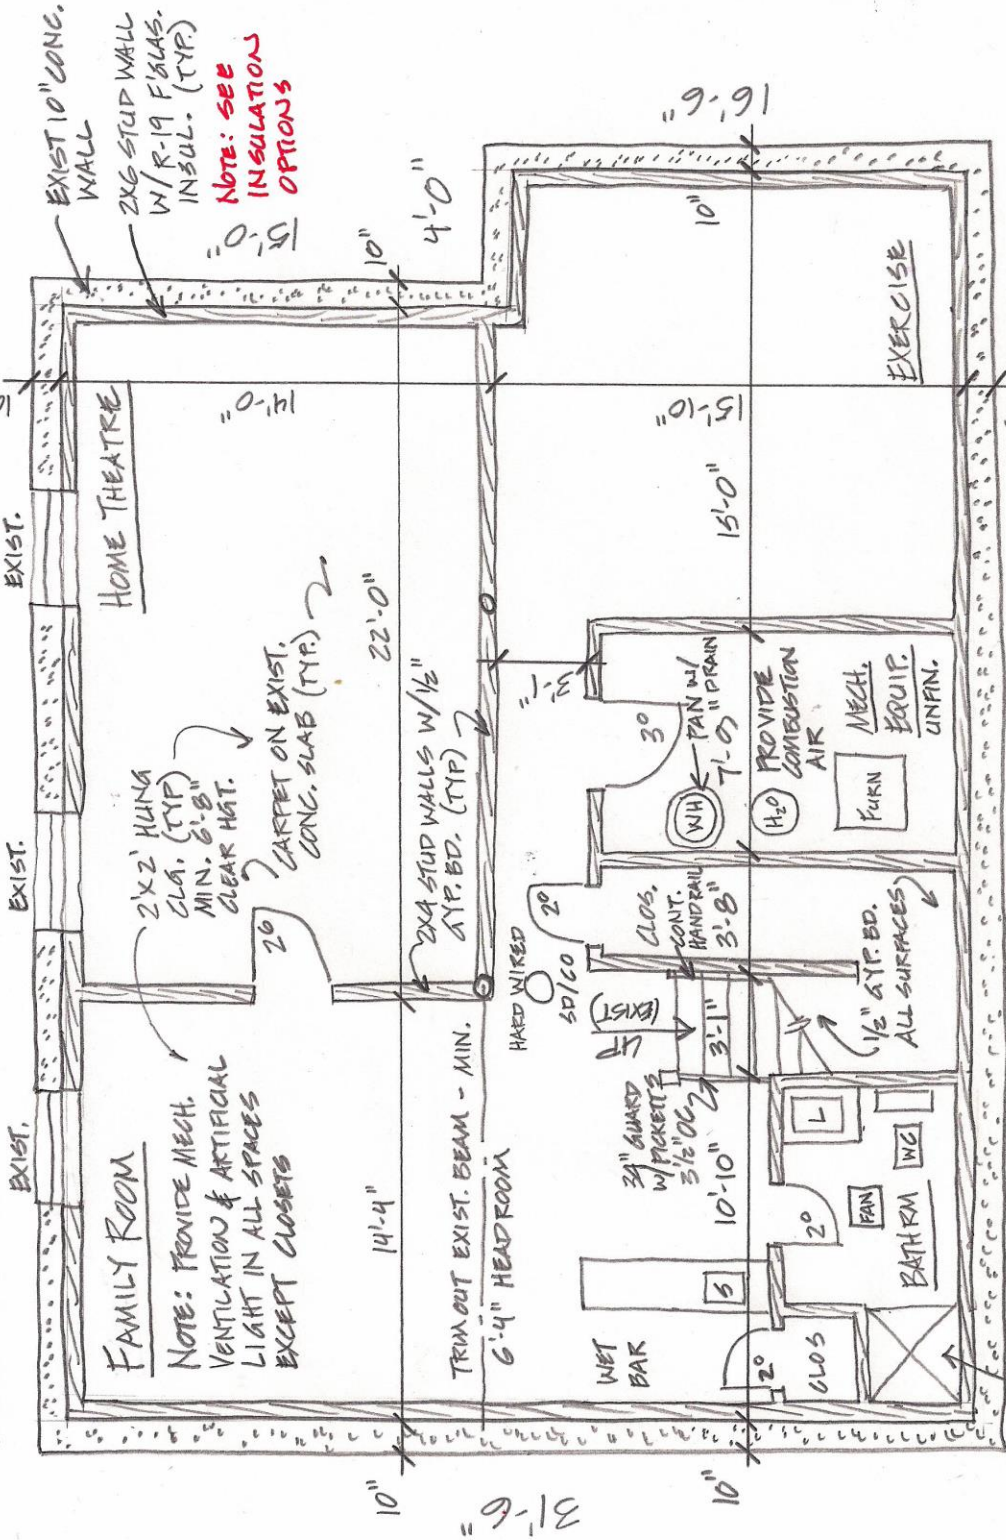 EXIST 10" CONC.
WALL
2X6 STUD WALL
W/ R-19 F'GLAS.
INSUL. (TYP.)
NOTE: SEE
INSULATION
OPTIONS
EXIST.
EXIST.
EXIST.
15'-0"
10"
4'-0"
16'-6"
10"
HOME THEATRE
14'-0"
22'-0"
2'X2' HUNG
CLG. (TYP)
MIN. 6'-8"
CLEAR HGT.
CARPET ON EXIST.
CONC. SLAB (TYP.)
2X4 STUD WALLS W/ 1/2"
GYP. BD. (TYP)
2⁶
FAMILY ROOM
NOTE: PROVIDE MECH.
VENTILATION & ARTIFICIAL
LIGHT IN ALL SPACES
EXCEPT CLOSETS
14'-4"
10"
31'-6"
10"
TRIM OUT EXIST. BEAM - MIN.
6'-4" HEADROOM
HARD WIRED
SD/CO
UP
(EXIST)
3'-1"
3'-1"
EXERCISE
15'-10"
15'-0"
3⁰
PAN W/
DRAIN
7'-0"
WH
H₂O
PROVIDE
COMBUSTION
AIR
FURN
MECH.
EQUIP.
UNFIN.
2⁰
CLOS.
CONT.
HANDRAIL
3'-8"
1/2" GYP. BD.
ALL SURFACES
34" GUARD
W/ PICKETTS
3 1/2" OC
10'-10"
WET
BAR
S
2⁰
CLOS
2⁰
L
WC
FAN
BATHRM